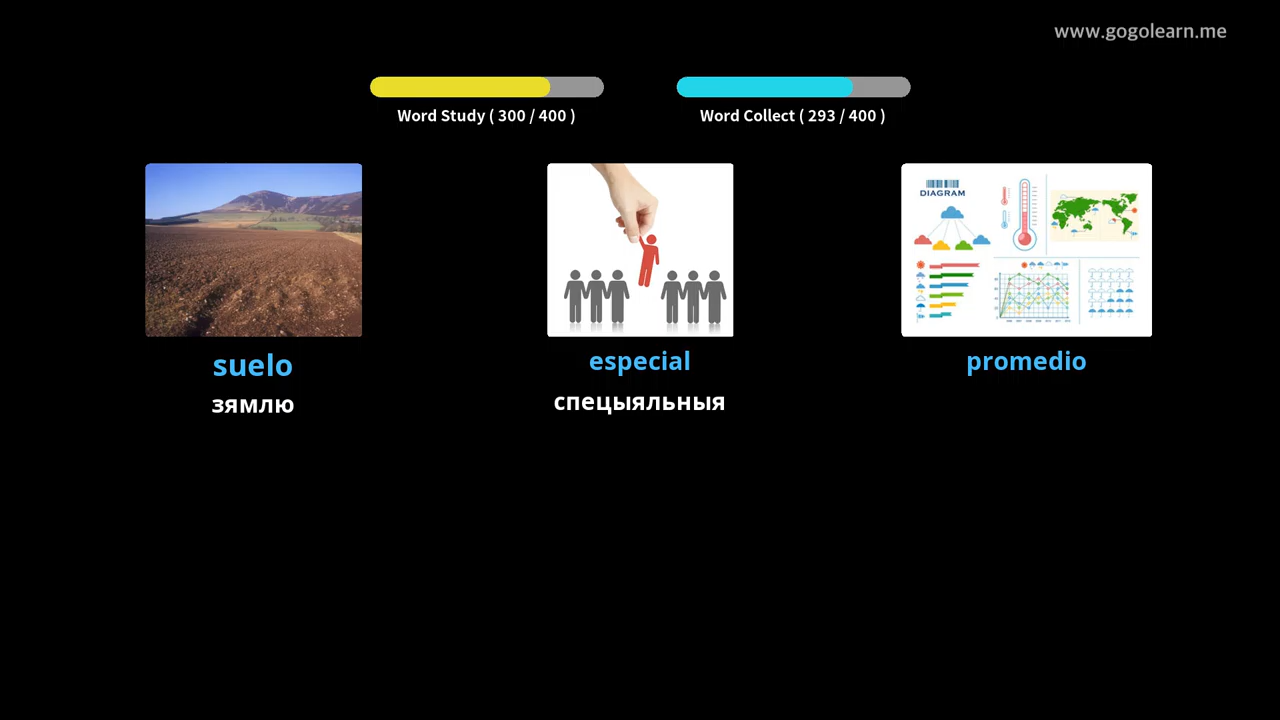 www.gogolearn.me
Word Study ( 300 / 400 )
Word Collect ( 293 / 400 )
DIAGRAM
suelo
especial
promedio
зямлю
спецыяльныя